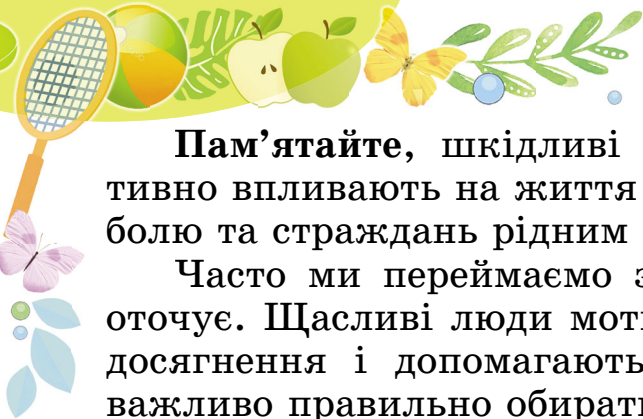 Пам’ятайте, шкідливі
тивно впливають на життя
болю та страждань рідним
Часто ми переймаємо з
оточує. Щасливі люди моти
досягнення і допомагають
важливо правильно обирати